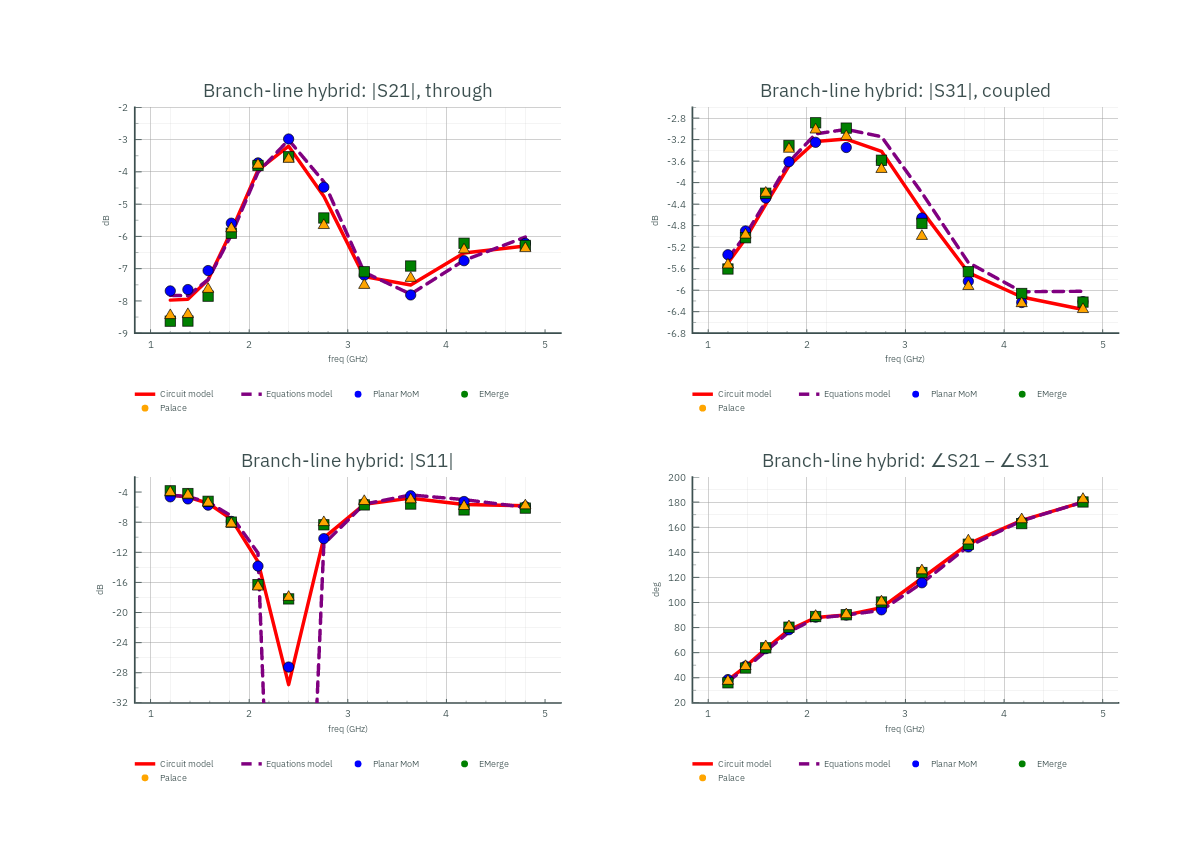 Branch-line hybrid: |S21|, through
-2
-3
-4
-5
-6
-7
-8
-9
dB
1 2 3 4 5
freq (GHz)
Circuit model Equations model Planar MoM EMerge
Palace
Branch-line hybrid: |S31|, coupled
-2.8
-3.2
-3.6
-4
-4.4
-4.8
-5.2
-5.6
-6
-6.4
-6.8
dB
1 2 3 4 5
freq (GHz)
Circuit model Equations model Planar MoM EMerge
Palace
Branch-line hybrid: |S11|
-4
-8
-12
-16
-20
-24
-28
-32
dB
1 2 3 4 5
freq (GHz)
Circuit model Equations model Planar MoM EMerge
Palace
Branch-line hybrid: ∠S21 − ∠S31
200
180
160
140
120
100
80
60
40
20
deg
1 2 3 4 5
freq (GHz)
Circuit model Equations model Planar MoM EMerge
Palace